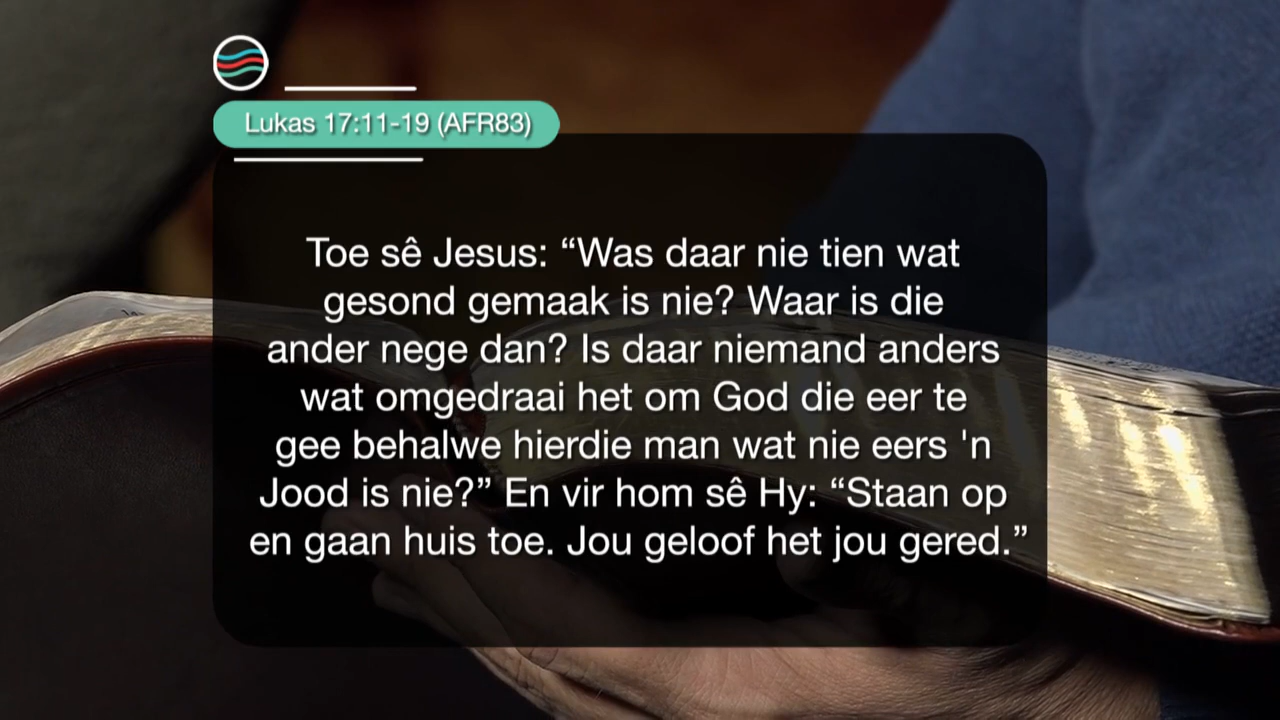 Lukas 17:11-19 (AFR83)
Toe sê Jesus: “Was daar nie tien wat
gesond gemaak is nie? Waar is die
ander nege dan? Is daar niemand anders
wat omgedraai het om God die eer te
gee behalwe hierdie man wat nie eers 'n
Jood is nie?” En vir hom sê Hy: “Staan op
en gaan huis toe. Jou geloof het jou gered.”